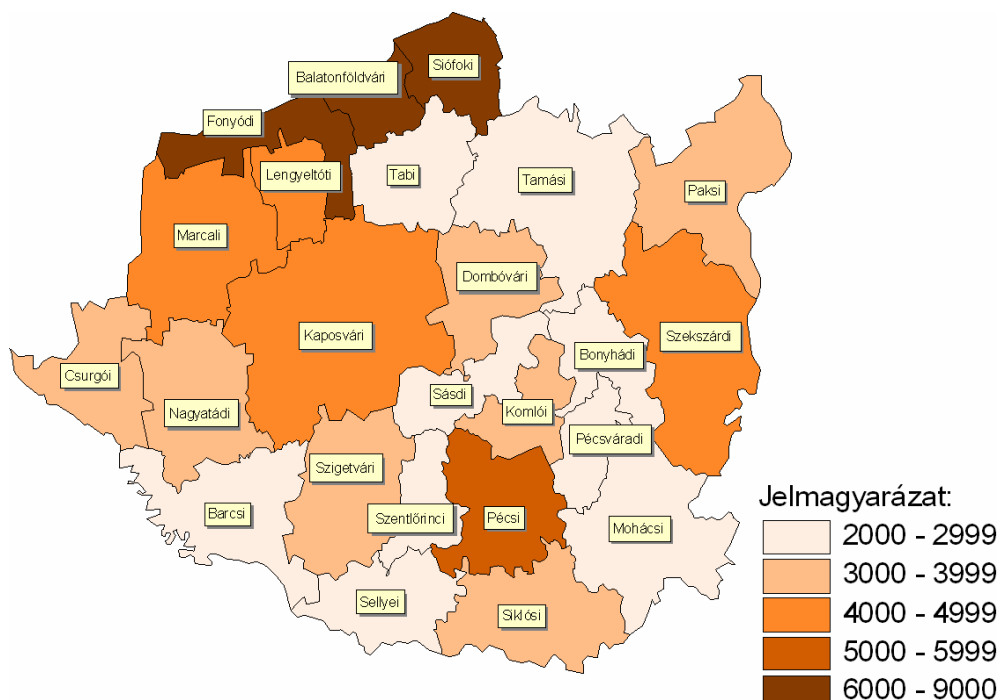 Siófoki
Balatonföldvári
Fonyódi
Lengyeltóti
Tabi
Tamási
Paksi
Marcali
Dombóvári
Kaposvári
Szekszárdi
Bonyhádi
Csurgói
Sásdi
Nagyatádi
Komlói
Pécsváradi
Szigetvári
Barcsi
Szentlőrinci
Pécsi
Mohácsi
Sellyei
Siklósi
Jelmagyarázat:
2000 - 2999
3000 - 3999
4000 - 4999
5000 - 5999
6000 - 9000